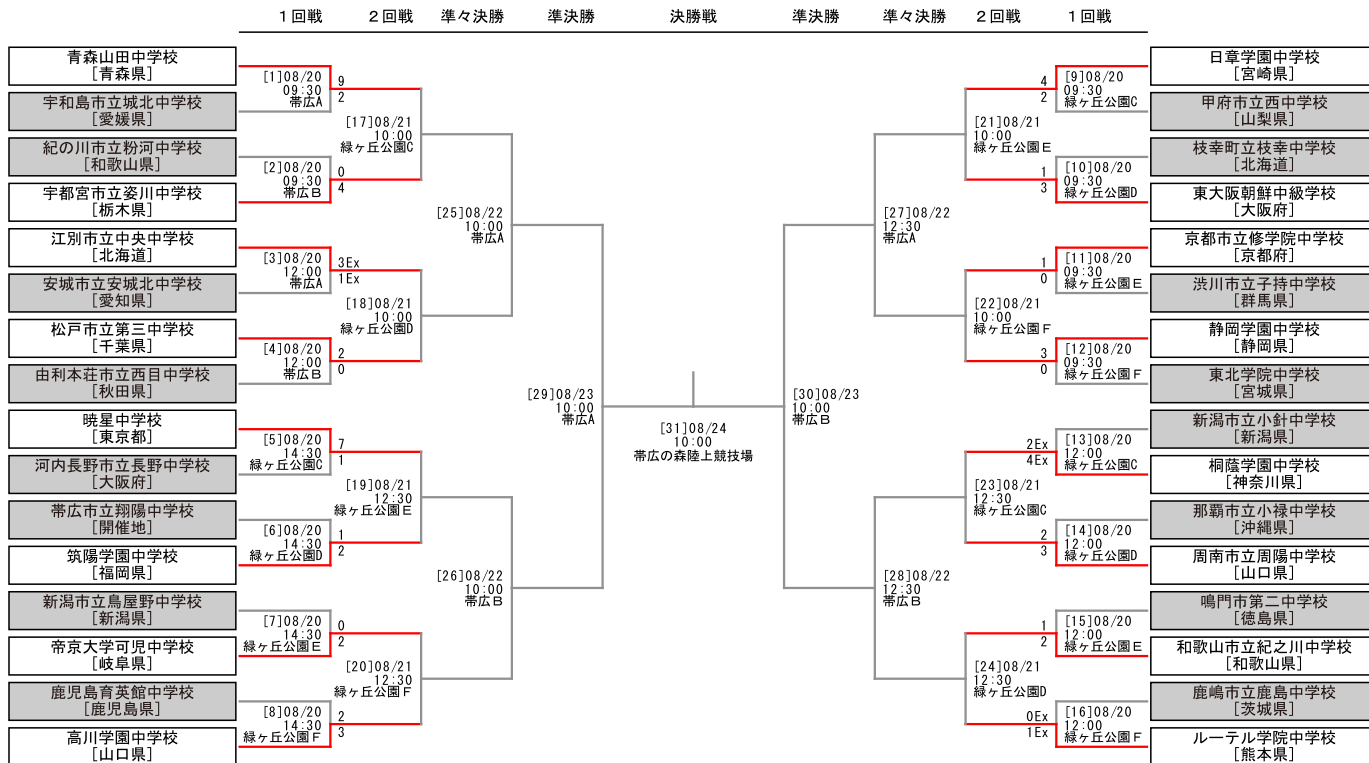 １回戦
２回戦
準々決勝
準決勝
決勝戦
準決勝
準々決勝
２回戦
１回戦
青森山田中学校
[青森県]
宇和島市立城北中学校
[愛媛県]
[1]08/20
09:30
帯広A
9
2
紀の川市立粉河中学校
[和歌山県]
宇都宮市立姿川中学校
[栃木県]
[2]08/20
09:30
帯広Ｂ
0
4
[17]08/21
10:00
緑ヶ丘公園C
江別市立中央中学校
[北海道]
安城市立安城北中学校
[愛知県]
[3]08/20
12:00
帯広A
3Ex
1Ex
松戸市立第三中学校
[千葉県]
由利本荘市立西目中学校
[秋田県]
[4]08/20
12:00
帯広Ｂ
2
0
[18]08/21
10:00
緑ヶ丘公園D
[25]08/22
10:00
帯広A
暁星中学校
[東京都]
河内長野市立長野中学校
[大阪府]
[5]08/20
14:30
緑ヶ丘公園C
7
1
帯広市立翔陽中学校
[開催地]
筑陽学園中学校
[福岡県]
[6]08/20
14:30
緑ヶ丘公園D
1
2
[19]08/21
12:30
緑ヶ丘公園Ｅ
新潟市立鳥屋野中学校
[新潟県]
帝京大学可児中学校
[岐阜県]
[7]08/20
14:30
緑ヶ丘公園Ｅ
0
2
鹿児島育英館中学校
[鹿児島県]
高川学園中学校
[山口県]
[8]08/20
14:30
緑ヶ丘公園Ｆ
2
3
[20]08/21
12:30
緑ヶ丘公園Ｆ
[26]08/22
10:00
帯広Ｂ
[29]08/23
10:00
帯広A
[31]08/24
10:00
帯広の森陸上競技場
[30]08/23
10:00
帯広Ｂ
日章学園中学校
[宮崎県]
甲府市立西中学校
[山梨県]
[9]08/20
09:30
緑ヶ丘公園C
4
2
枝幸町立枝幸中学校
[北海道]
東大阪朝鮮中級学校
[大阪府]
[10]08/20
09:30
緑ヶ丘公園D
1
3
[21]08/21
10:00
緑ヶ丘公園Ｅ
京都市立修学院中学校
[京都府]
渋川市立子持中学校
[群馬県]
[11]08/20
09:30
緑ヶ丘公園Ｅ
1
0
静岡学園中学校
[静岡県]
東北学院中学校
[宮城県]
[12]08/20
09:30
緑ヶ丘公園Ｆ
3
0
[22]08/21
10:00
緑ヶ丘公園Ｆ
[27]08/22
12:30
帯広A
新潟市立小針中学校
[新潟県]
桐蔭学園中学校
[神奈川県]
[13]08/20
12:00
緑ヶ丘公園C
2Ex
4Ex
那覇市立小禄中学校
[沖縄県]
周南市立周陽中学校
[山口県]
[14]08/20
12:00
緑ヶ丘公園D
2
3
[23]08/21
12:30
緑ヶ丘公園C
鳴門市第二中学校
[徳島県]
和歌山市立紀之川中学校
[和歌山県]
[15]08/20
12:00
緑ヶ丘公園Ｅ
1
2
鹿嶋市立鹿島中学校
[茨城県]
ルーテル学院中学校
[熊本県]
[16]08/20
12:00
緑ヶ丘公園Ｆ
0Ex
1Ex
[24]08/21
12:30
緑ヶ丘公園D
[28]08/22
12:30
帯広Ｂ